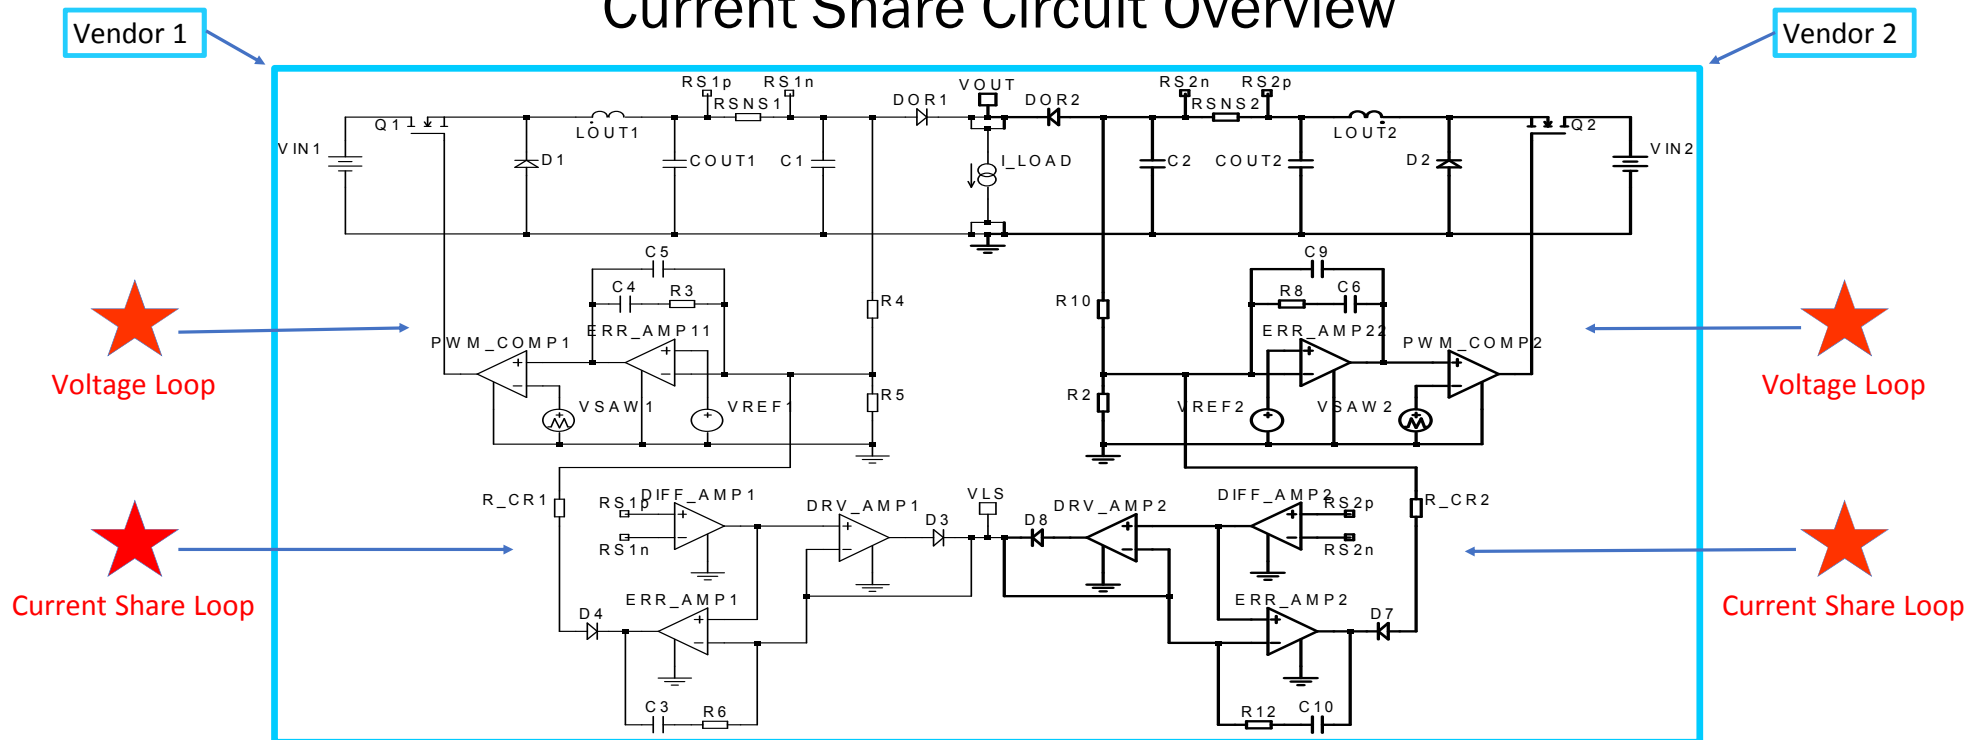 Current Share Circuit Overview
Vendor 1
Vendor 2
RS1p
RS1n
VOUT
RS2n
RS2p
RSNS1
DOR1
DOR2
RSNS2
Q1
LOUT1
LOUT2
Q2
VIN1
D1
COUT1
C1
I_LOAD
C2
COUT2
D2
VIN2
C5
C9
C4
R3
R4
R10
R8
C6
ERR_AMP11
ERR_AMP22
PWM_COMP1
PWM_COMP2
Voltage Loop
Voltage Loop
VSAW1
VREF1
R5
R2
VREF2
VSAW2
R_CR1
RS1p
DIFF_AMP1
DRV_AMP1
VLS
DRV_AMP2
DIFF_AMP2
RS2p
R_CR2
D3
D8
RS1n
RS2n
Current Share Loop
Current Share Loop
D4
ERR_AMP1
ERR_AMP2
D7
C3
R6
R12
C10